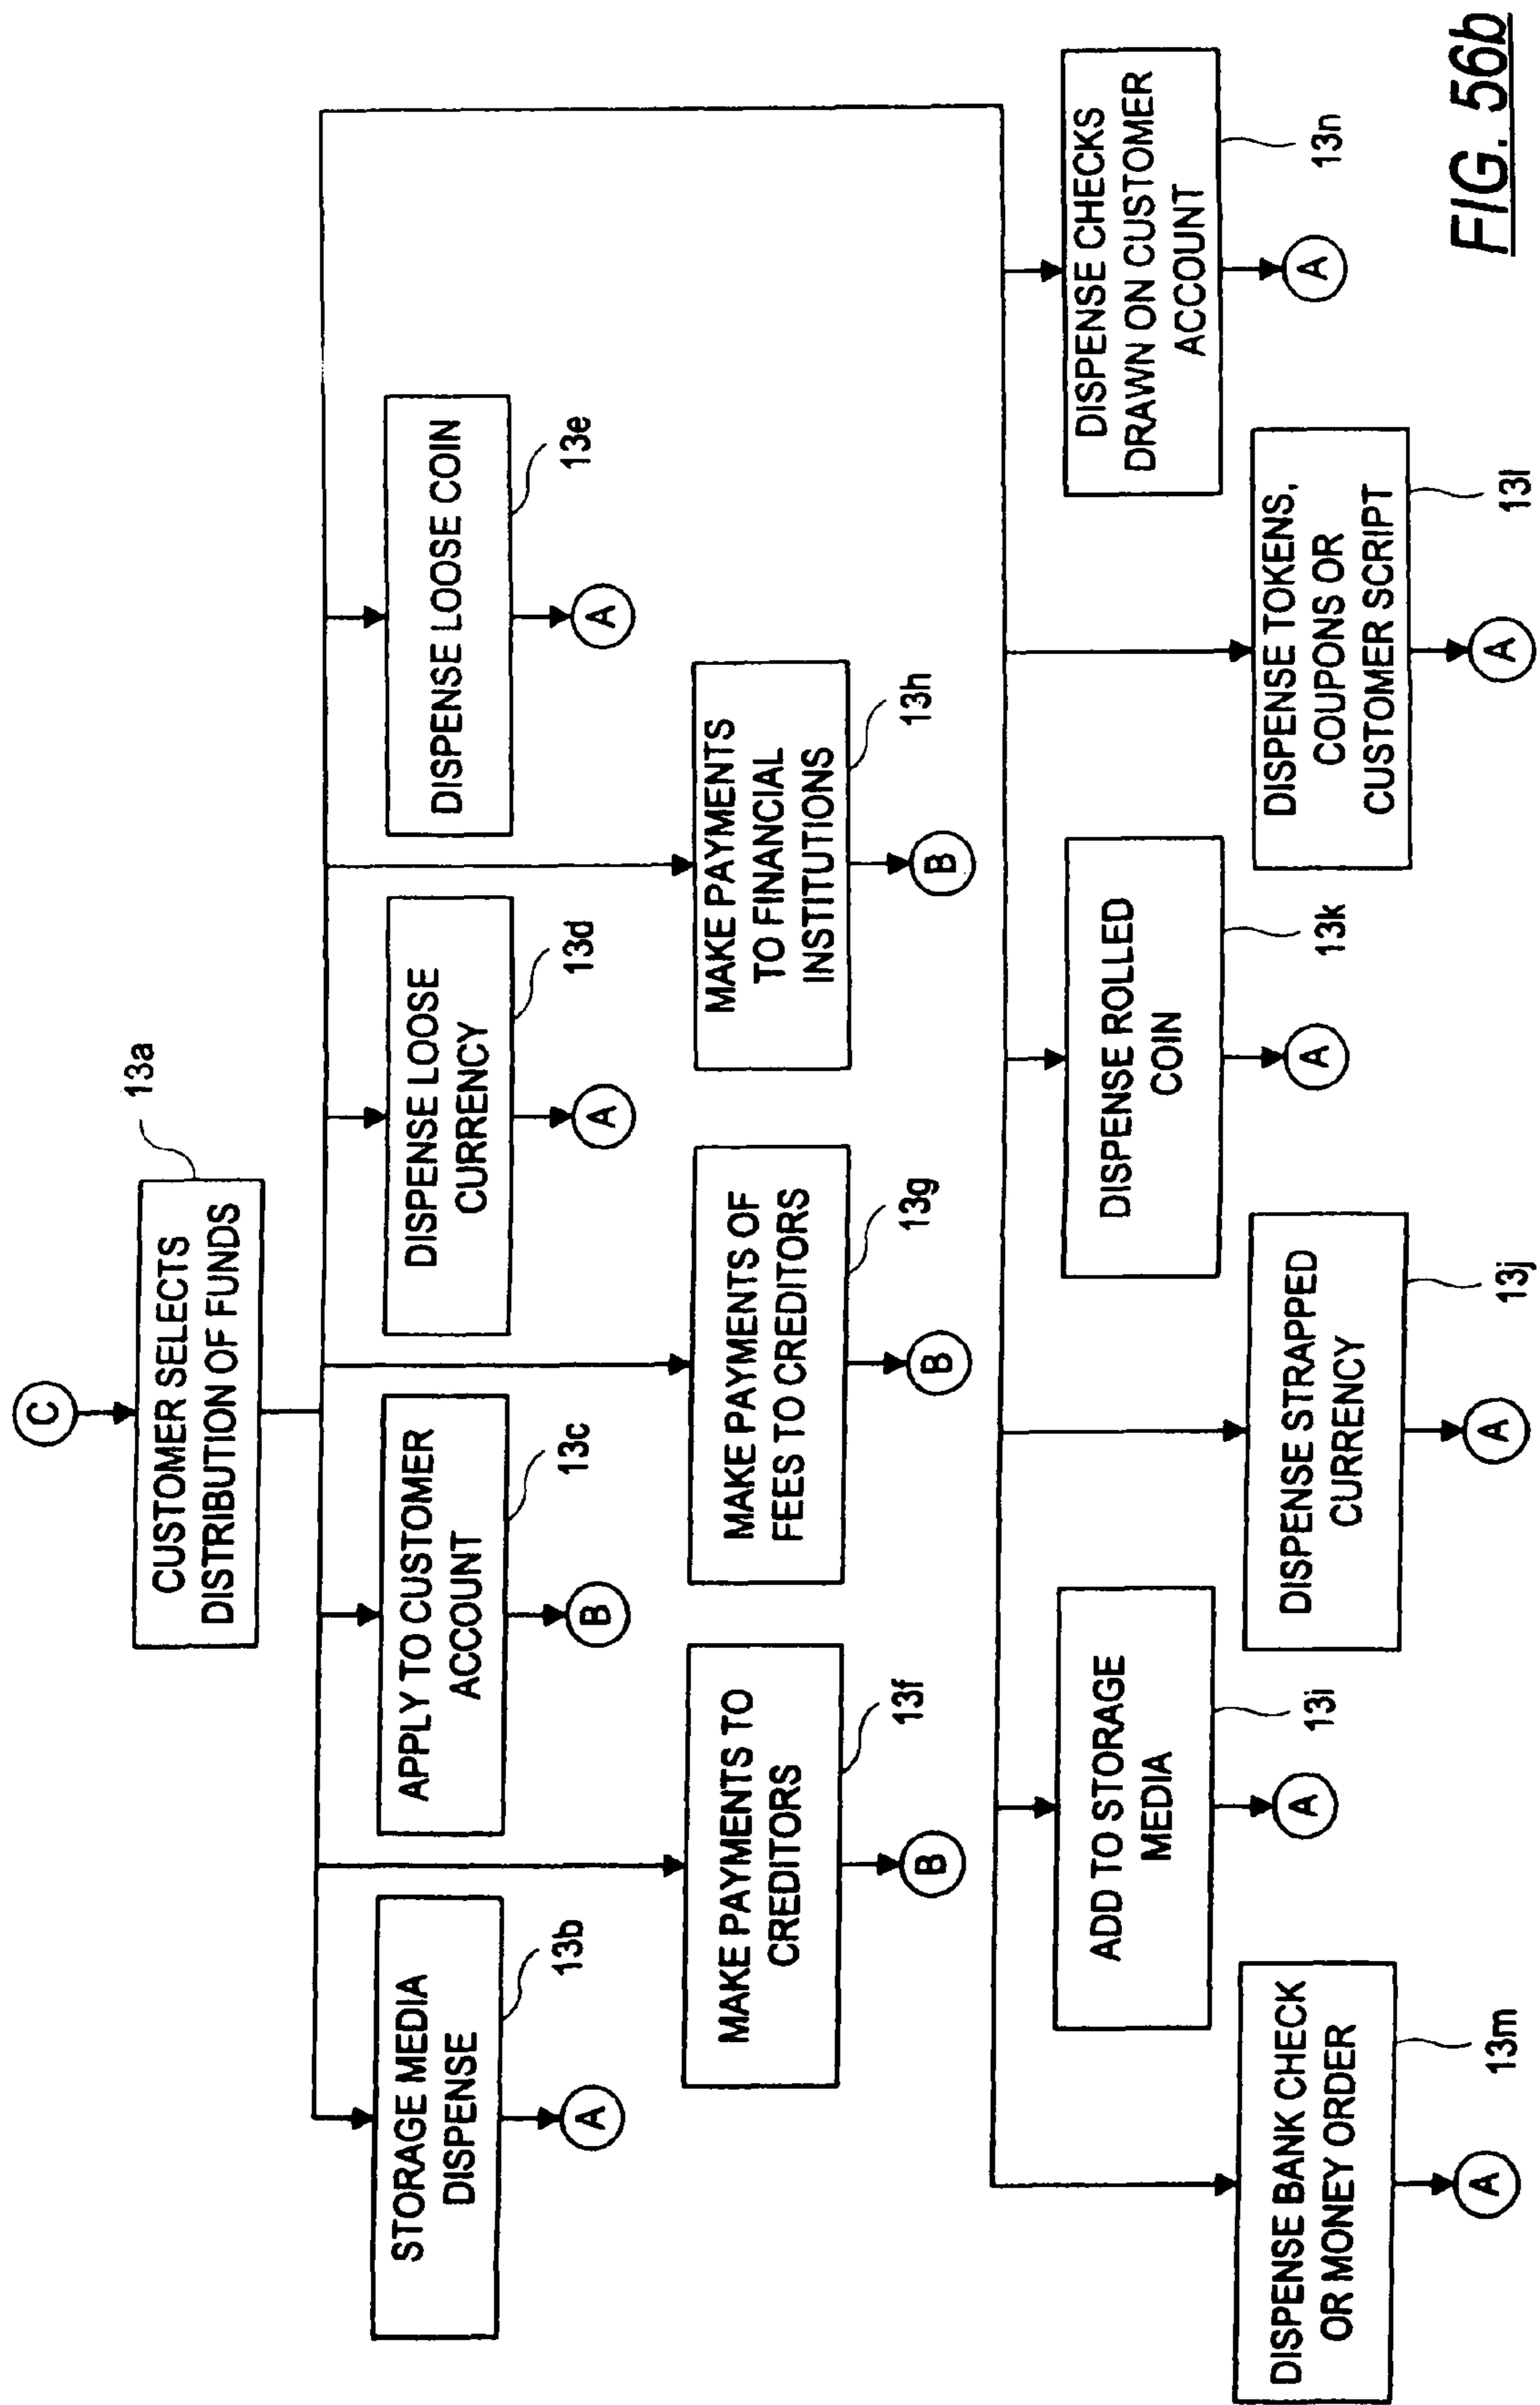 C
CUSTOMER SELECTS
DISTRIBUTION OF FUNDS
13a
STORAGE MEDIA
DISPENSE
13b
A
APPLY TO CUSTOMER
ACCOUNT
13c
B
DISPENSE LOOSE
CURRENCY
13d
A
DISPENSE LOOSE COIN
13e
A
MAKE PAYMENTS TO
CREDITORS
13f
B
MAKE PAYMENTS OF
FEES TO CREDITORS
13g
B
MAKE PAYMENTS
TO FINANCIAL
INSTITUTIONS
13h
B
ADD TO STORAGE
MEDIA
13i
A
DISPENSE ROLLED
COIN
13k
A
DISPENSE CHECKS
DRAWN ON CUSTOMER
ACCOUNT
13n
A
DISPENSE BANK CHECK
OR MONEY ORDER
13m
A
DISPENSE STRAPPED
CURRENCY
13j
A
DISPENSE TOKENS,
COUPONS OR
CUSTOMER SCRIPT
13l
A
FIG. 56b